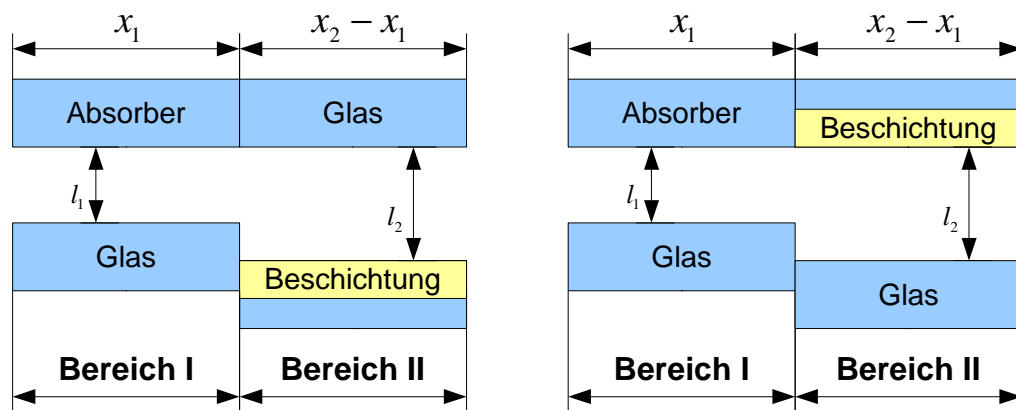 x₁ x₂ − x₁
Absorber Glas
l₁ l₂
Glas
Beschichtung
Bereich I Bereich II
x₁ x₂ − x₁
Absorber
Beschichtung
l₁ l₂
Glas
Glas
Bereich I Bereich II